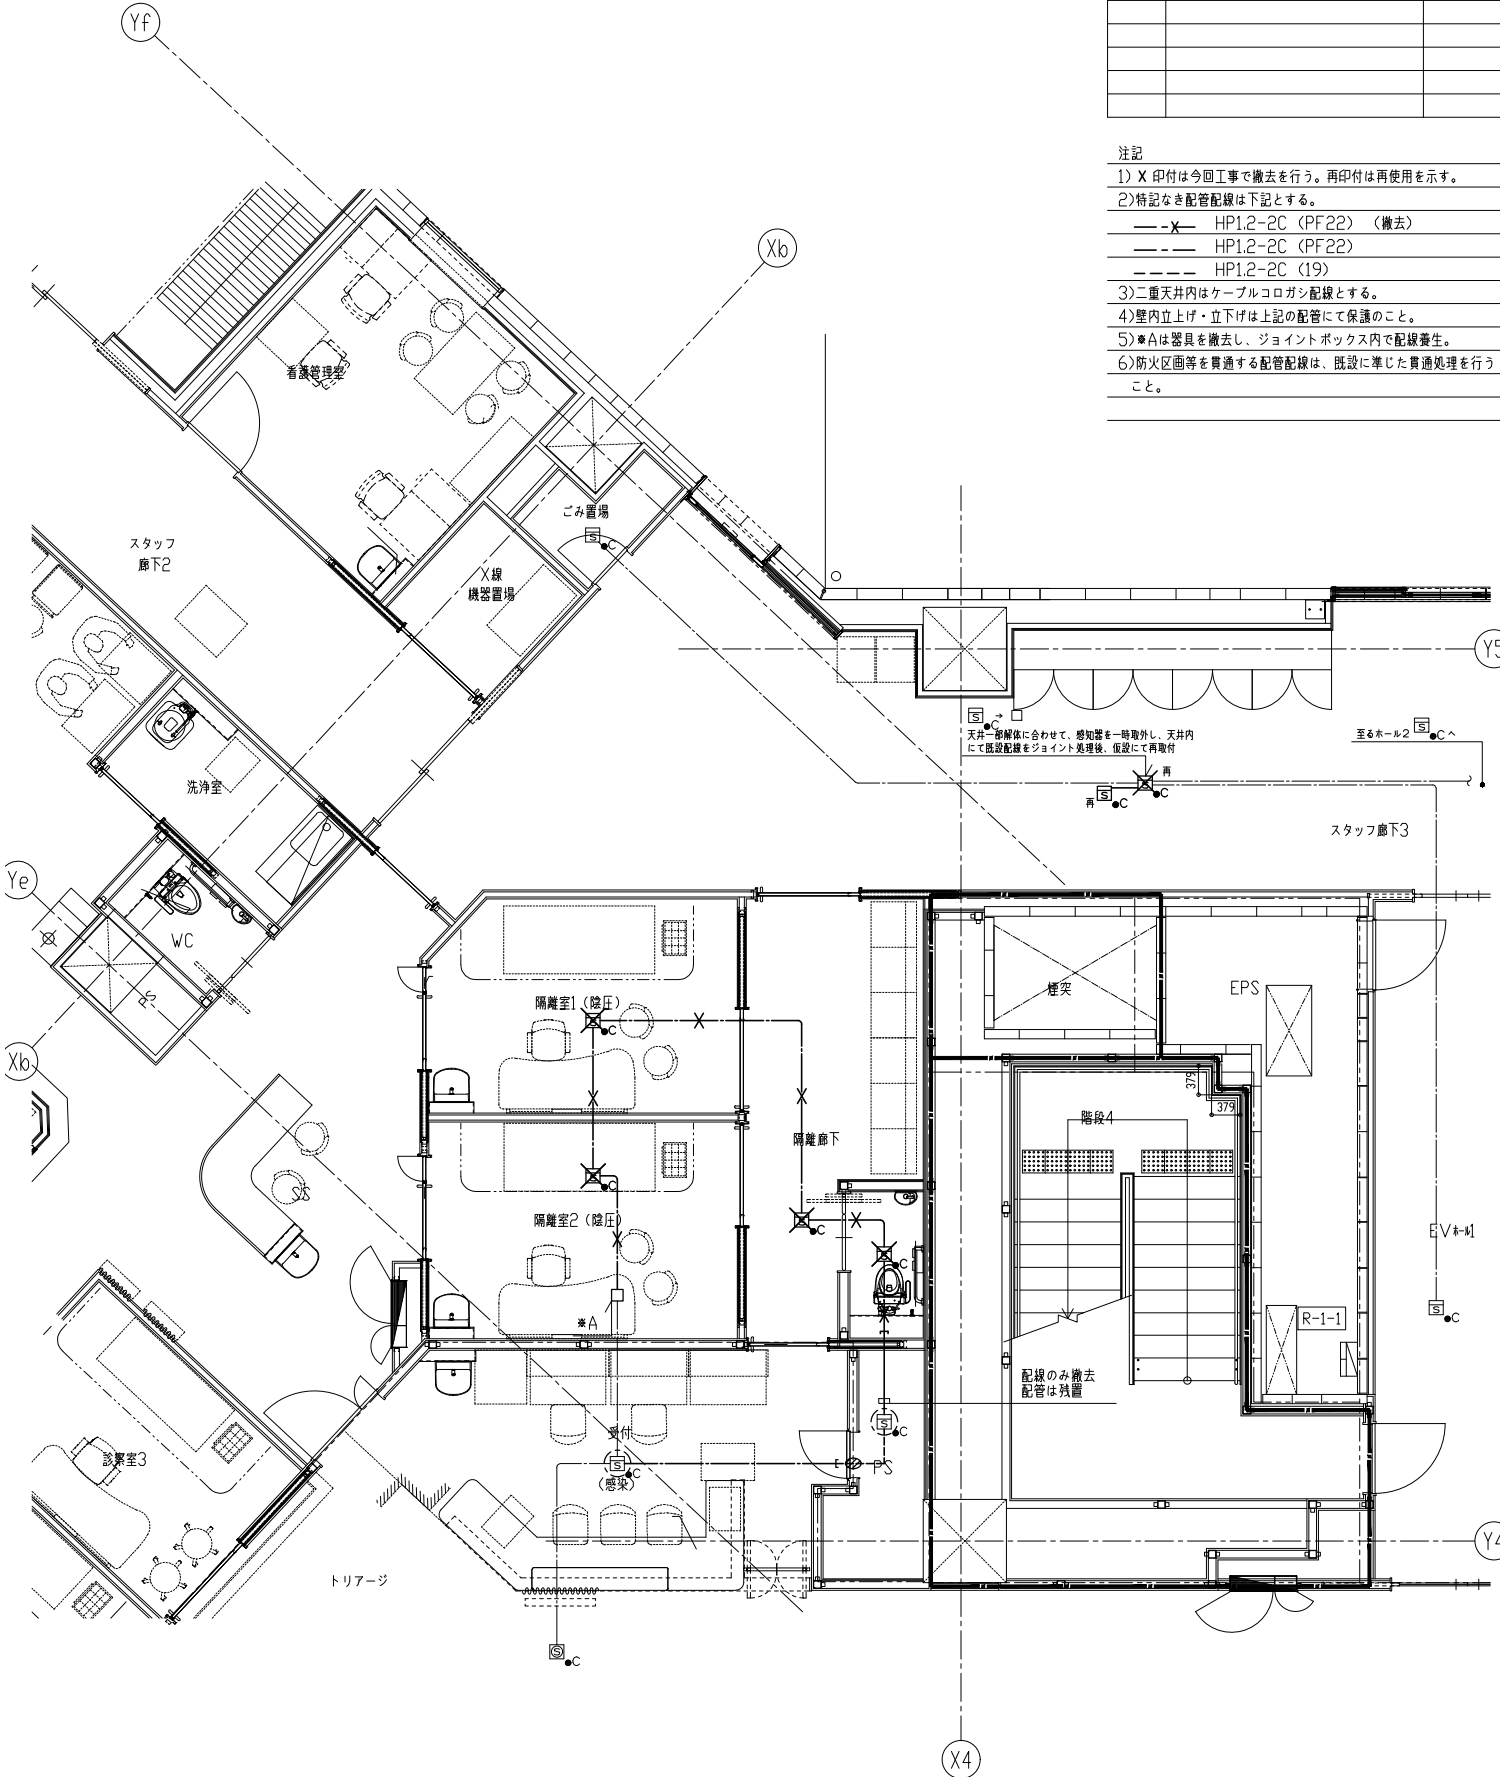 Yf
注記
1) X 印付は今回工事で撤去を行う。再印付は再使用を示す。
2)特記なき配管配線は下記とする。
HP1.2-2C (PF22) (撤去)
HP1.2-2C (PF22)
HP1.2-2C (19)
3)二重天井内はケーブルコロガシ配線とする。
4)壁内立上げ・立下げは上記の配管にて保護のこと。
5)※Aは器具を撤去し、ジョイントボックス内で配線養生。
6)防火区画等を貫通する配管配線は、既設に準じた貫通処理を行う
こと。
Xb
看護管理室
ごみ置場
S
C
スタッフ
廊下2
X線
機器置場
Y5
S
C
天井一部解体に合わせて、感知器を一時取外し、天井内
にて既設配線をジョイント処理後、仮設にて再取付
至るホール2
S
C へ
再
C
再
S
C
洗浄室
スタッフ廊下3
Ye
WC
PS
隔離室1 (陰圧)
C
煙突
EPS
Xb
379
379
階段4
隔離廊下
C
SS
隔離室2 (陰圧)
C
C
EVホール1
※A
R-1-1
S
C
配線のみ撤去
配管は残置
受付
S
C
診察室3
S
C
(感染)
PS
Y4
トリアージ
S
C
X4